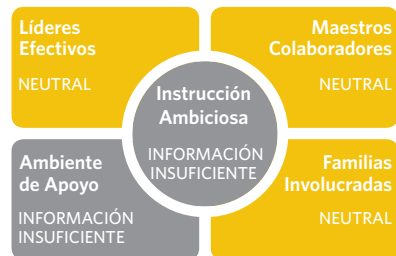 Líderes
Efectivos
NEUTRAL
Maestros
Colaboradores
NEUTRAL
Instrucción
Ambiciosa
INFORMACIÓN
INSUFICIENTE
Ambiente
de Apoyo
INFORMACIÓN
INSUFICIENTE
Familias
Involucradas
NEUTRAL